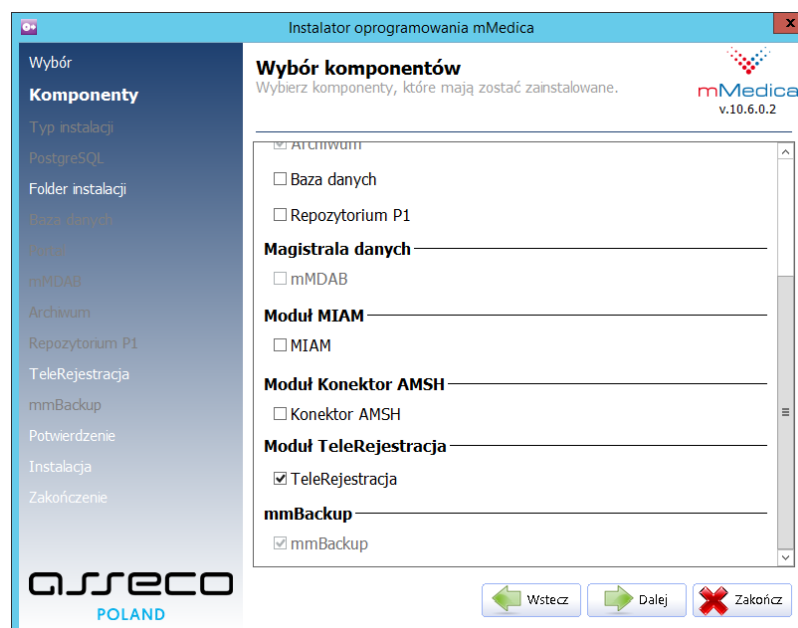 Instalator oprogramowania mMedica
x
Wybór
Komponenty
Typ instalacji
PostgreSQL
Folder instalacji
Baza danych
mMDAB
Archiwum
Repozytorium P1
TeleRejestracja
mmBackup
Potwierdzenie
Instalacja
Zakończenie
asseco
POLAND
Wybór komponentów
Wybierz komponenty, które mają zostać zainstalowane.
mMedica
v.10.6.0.2
Archiwum
Baza danych
Repozytorium P1
Magistrala danych
mMDAB
Moduł MIAM
MIAM
Moduł Konektor AMSH
Konektor AMSH
Moduł TeleRejestracja
TeleRejestracja
mmBackup
mmBackup
Wstecz
Dalej
Zakończ